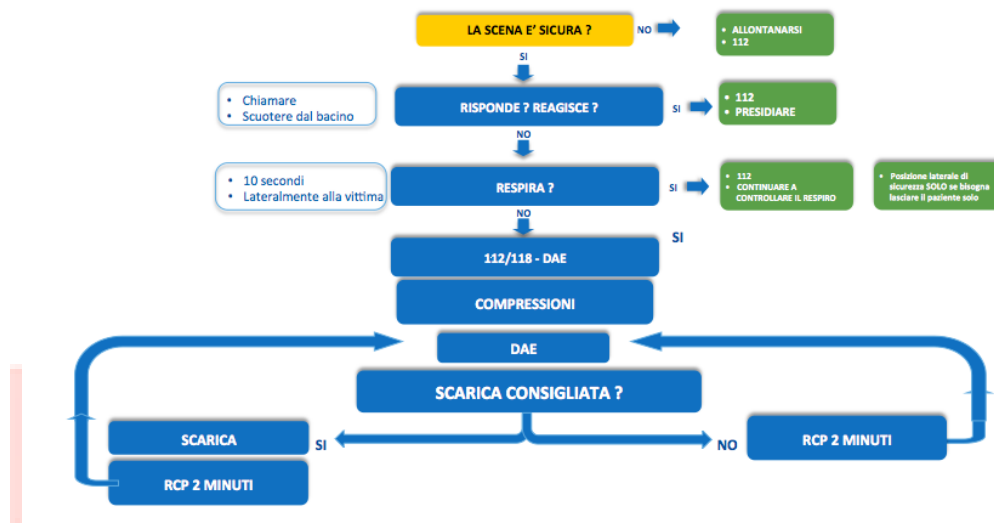 LA SCENA E' SICURA ?
NO
• ALLONTANARSI
• 112
SI
• Chiamare
• Scuotere dal bacino
RISPONDE ? REAGISCE ?
SI
• 112
• PRESIDIARE
NO
• 10 secondi
• Lateralmente alla vittima
RESPIRA ?
SI
• 112
• CONTINUARE A
CONTROLLARE IL RESPIRO
• Posizione laterale di
sicurezza SOLO se bisogna
lasciare il paziente solo
NO
SI
112/118 - DAE
COMPRESSIONI
DAE
SCARICA CONSIGLIATA ?
SCARICA
SI
NO
RCP 2 MINUTI
RCP 2 MINUTI